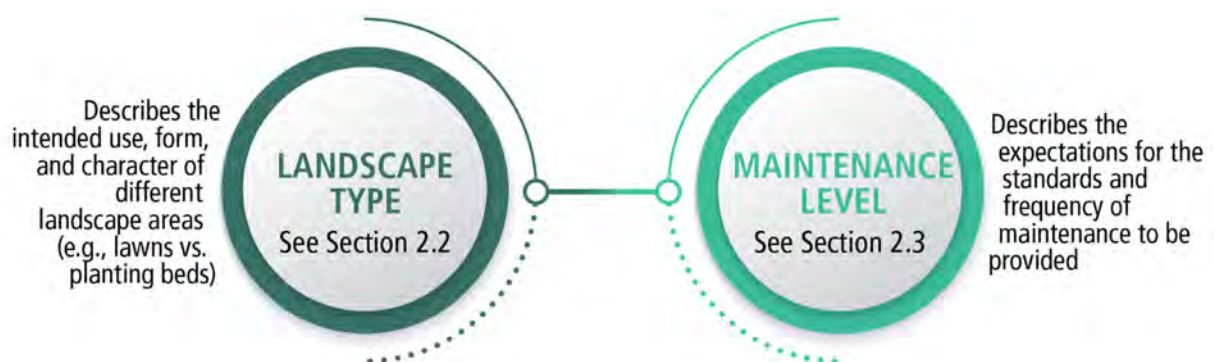 Describes the
intended use, form,
and character of
different
landscape areas
(e.g., lawns vs.
planting beds)
LANDSCAPE
TYPE
See Section 2.2
MAINTENANCE
LEVEL
See Section 2.3
Describes the
expectations for the
standards and
frequency of
maintenance to be
provided